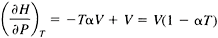 (∂H/∂P)_T = −TαV + V = V(1 − αT)